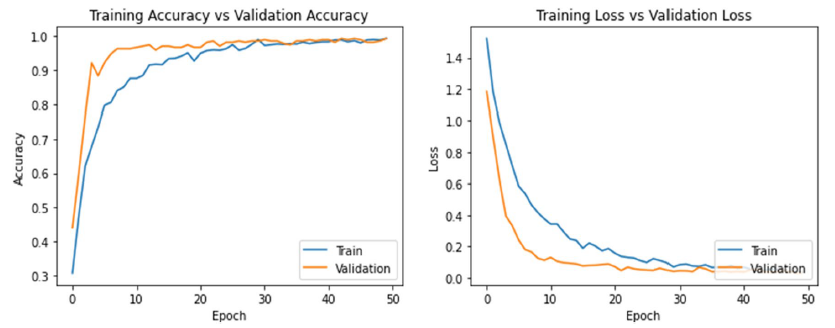 Training Accuracy vs Validation Accuracy
1.0
0.9
0.8
0.7
0.6
0.5
0.4
0.3
Accuracy
0 10 20 30 40 50
Epoch
Train
Validation
Training Loss vs Validation Loss
1.4
1.2
1.0
0.8
0.6
0.4
0.2
0.0
Loss
0 10 20 30 40 50
Epoch
Train
Validation